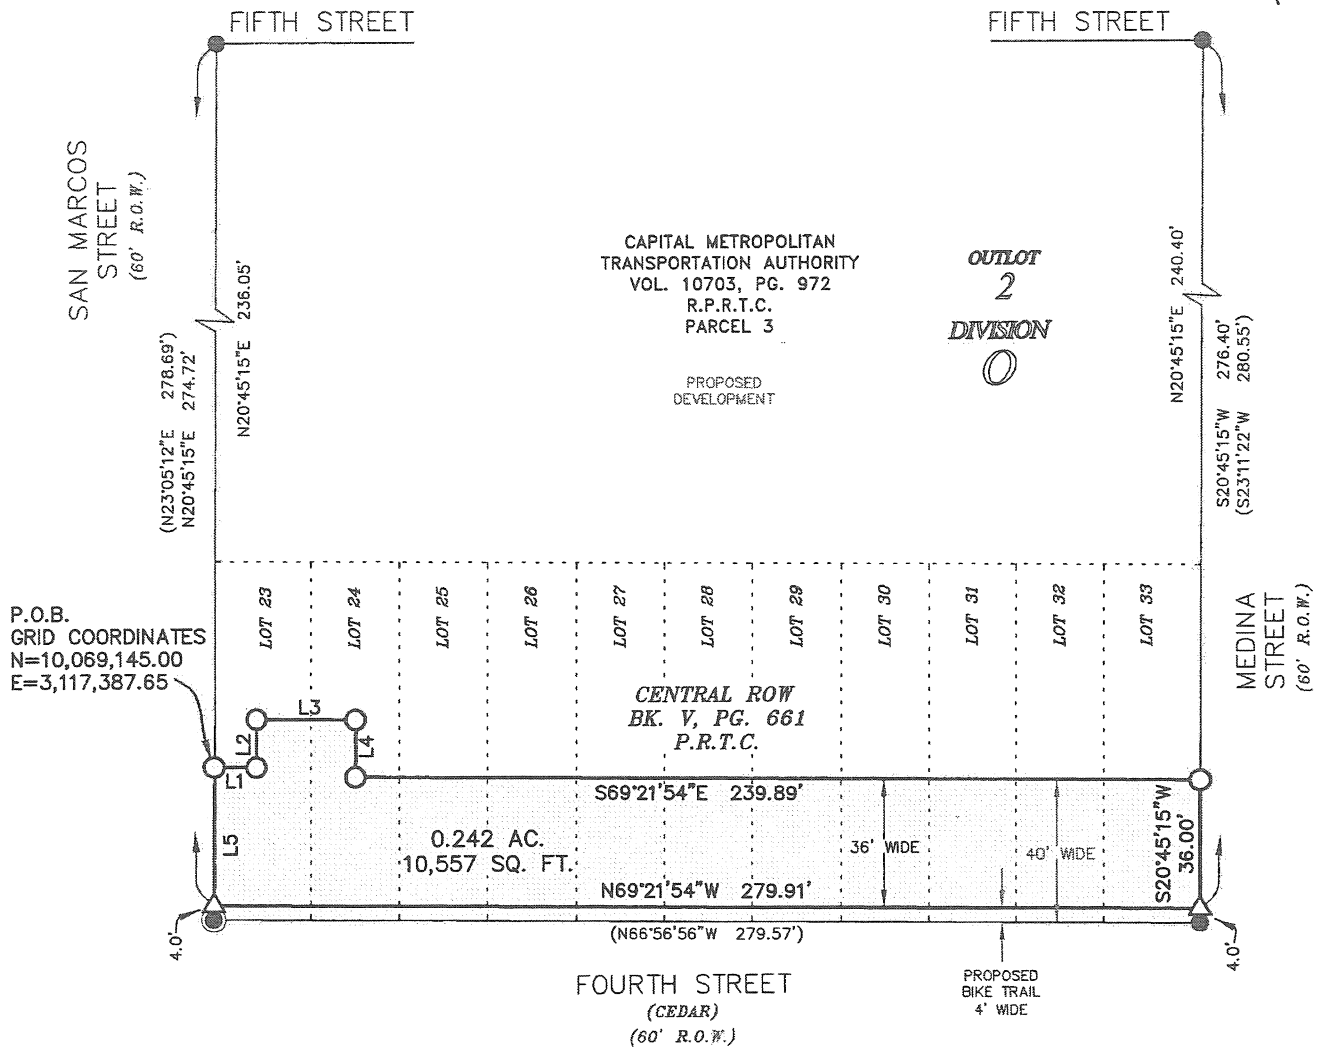 FIFTH STREET
FIFTH STREET
SAN MARCOS
STREET
(60' R.O.W.)
N20°45'15"E 236.05'
(N23°05'12"E 278.69')
N20°45'15"E 274.72'
CAPITAL METROPOLITAN
TRANSPORTATION AUTHORITY
VOL. 10703, PG. 972
R.P.R.T.C.
PARCEL 3
PROPOSED
DEVELOPMENT
OUTLOT
2
DIVISION
O
N20°45'15"E 240.40'
S20°45'15"W 276.40'
(S23°11'22"W 280.55')
MEDINA
STREET
(60' R.O.W.)
LOT 23
LOT 24
LOT 25
LOT 26
LOT 27
LOT 28
LOT 29
LOT 30
LOT 31
LOT 32
LOT 33
P.O.B.
GRID COORDINATES
N=10,069,145.00
E=3,117,387.65
CENTRAL ROW
BK. V, PG. 661
P.R.T.C.
L1
L2
L3
L4
L5
S69°21'54"E 239.89'
0.242 AC.
10,557 SQ. FT.
36' WIDE
40' WIDE
S20°45'15"W
36.00'
N69°21'54"W 279.91'
(N66°56'56"W 279.57')
4.0'
4.0'
FOURTH STREET
(CEDAR)
(60' R.O.W.)
PROPOSED
BIKE TRAIL
4' WIDE